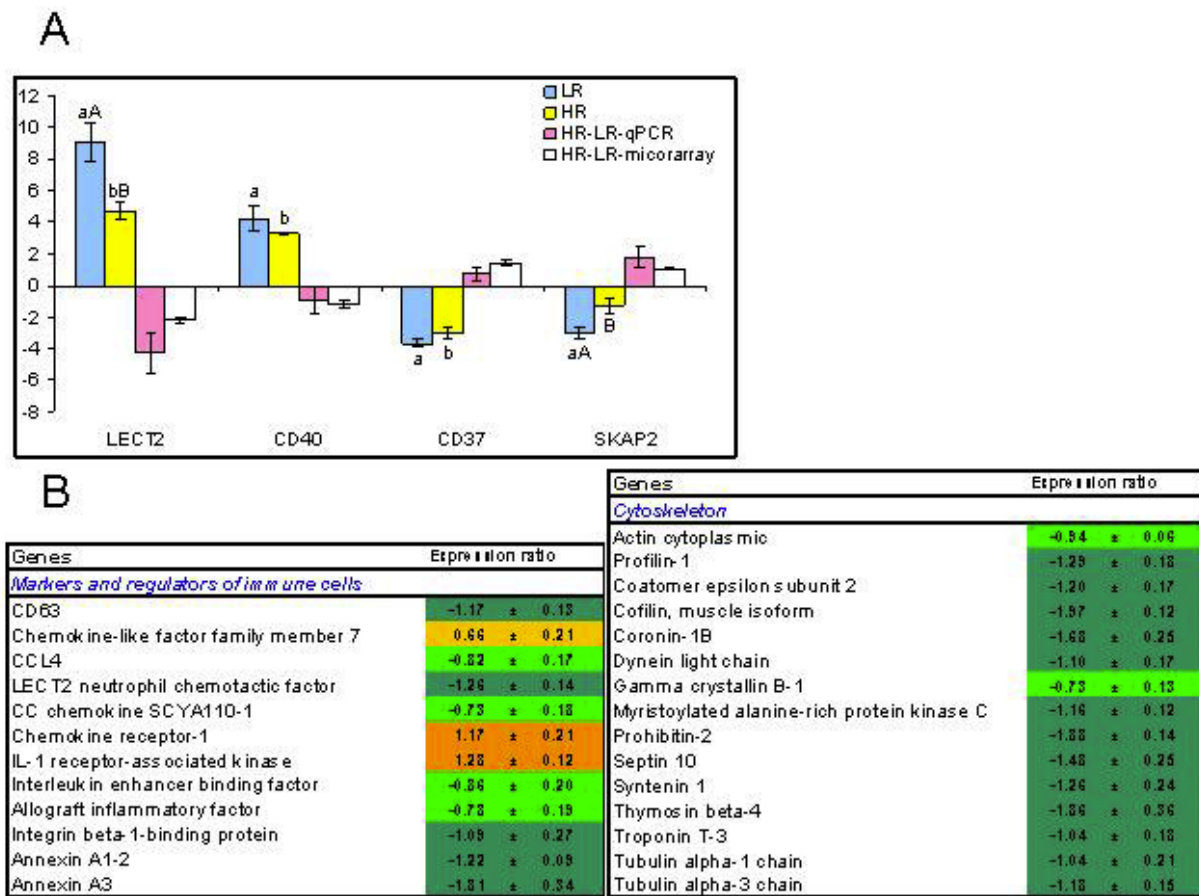 A
12
10
8
6
4
2
0
-2
-4
-6
-8
aA
bB
a
b
a
b
aA
B
LR
HR
HR-LR-qPCR
HR-LR-micorarray
LECT2 CD40 CD37 SKAP2
B
Genes Expression ratio
Markers and regulators of immune cells
CD63 -1.17 ± 0.13
Chemokine-like factor family member 7 0.66 ± 0.21
CCL4 -0.82 ± 0.17
LECT2 neutrophil chemotactic factor -1.26 ± 0.14
CC chemokine SCYA110-1 -0.73 ± 0.18
Chemokine receptor-1 1.17 ± 0.21
IL-1 receptor-associated kinase 1.28 ± 0.12
Interleukin enhancer binding factor -0.86 ± 0.20
Allograft inflammatory factor -0.78 ± 0.19
Integrin beta-1-binding protein -1.09 ± 0.27
Annexin A1-2 -1.22 ± 0.09
Annexin A3 -1.81 ± 0.34
Genes Expression ratio
Cytoskeleton
Actin cytoplasmic -0.94 ± 0.06
Profilin-1 -1.29 ± 0.18
Coatomer epsilon subunit 2 -1.20 ± 0.17
Cofilin, muscle isoform -1.97 ± 0.12
Coronin-1B -1.68 ± 0.25
Dynein light chain -1.10 ± 0.17
Gamma crystallin B-1 -0.73 ± 0.13
Myristoylated alanine-rich protein kinase C -1.16 ± 0.12
Prohibitin-2 -1.88 ± 0.14
Septin 10 -1.48 ± 0.25
Syntenin 1 -1.26 ± 0.24
Thymosin beta-4 -1.86 ± 0.36
Troponin T-3 -1.04 ± 0.18
Tubulin alpha-1 chain -1.04 ± 0.21
Tubulin alpha-3 chain -1.18 ± 0.15